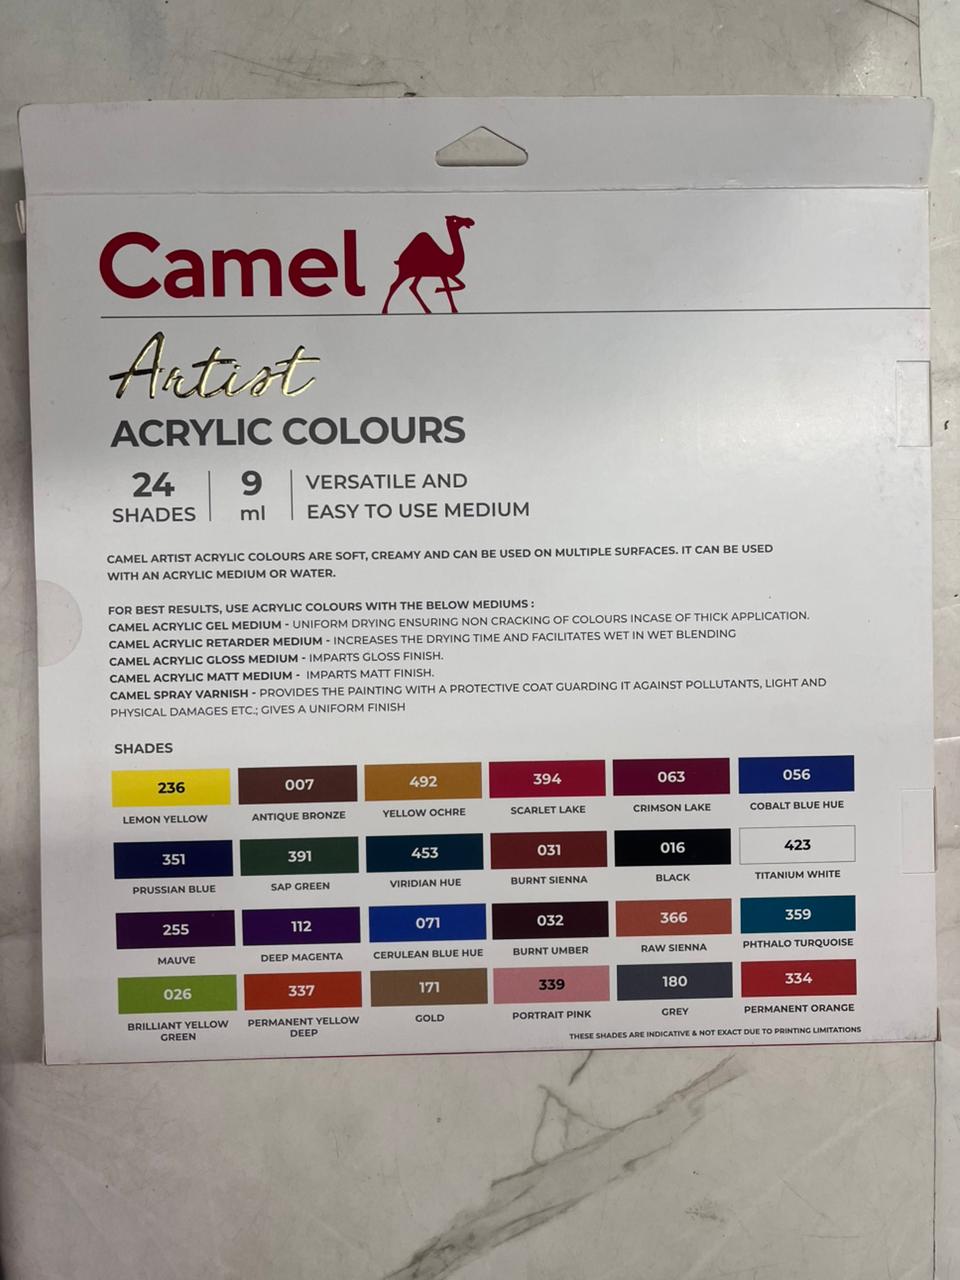 Camel
Artist
ACRYLIC COLOURS
24 SHADES
9 ml
VERSATILE AND
EASY TO USE MEDIUM
CAMEL ARTIST ACRYLIC COLOURS ARE SOFT, CREAMY AND CAN BE USED ON MULTIPLE SURFACES. IT CAN BE USED
WITH AN ACRYLIC MEDIUM OR WATER.
FOR BEST RESULTS, USE ACRYLIC COLOURS WITH THE BELOW MEDIUMS :
CAMEL ACRYLIC GEL MEDIUM - UNIFORM DRYING ENSURING NON CRACKING OF COLOURS INCASE OF THICK APPLICATION.
CAMEL ACRYLIC RETARDER MEDIUM - INCREASES THE DRYING TIME AND FACILITATES WET IN WET BLENDING
CAMEL ACRYLIC GLOSS MEDIUM - IMPARTS GLOSS FINISH.
CAMEL ACRYLIC MATT MEDIUM - IMPARTS MATT FINISH.
CAMEL SPRAY VARNISH - PROVIDES THE PAINTING WITH A PROTECTIVE COAT GUARDING IT AGAINST POLLUTANTS, LIGHT AND
PHYSICAL DAMAGES ETC.; GIVES A UNIFORM FINISH
SHADES
236 007 492 394 063 056
LEMON YELLOW ANTIQUE BRONZE YELLOW OCHRE SCARLET LAKE CRIMSON LAKE COBALT BLUE HUE
351 391 453 031 016 423
PRUSSIAN BLUE SAP GREEN VIRIDIAN HUE BURNT SIENNA BLACK TITANIUM WHITE
255 112 071 032 366 359
MAUVE DEEP MAGENTA CERULEAN BLUE HUE BURNT UMBER RAW SIENNA PHTHALO TURQUOISE
026 337 171 339 180 334
BRILLIANT YELLOW GREEN PERMANENT YELLOW DEEP GOLD PORTRAIT PINK GREY PERMANENT ORANGE
THESE SHADES ARE INDICATIVE & NOT EXACT DUE TO PRINTING LIMITATIONS